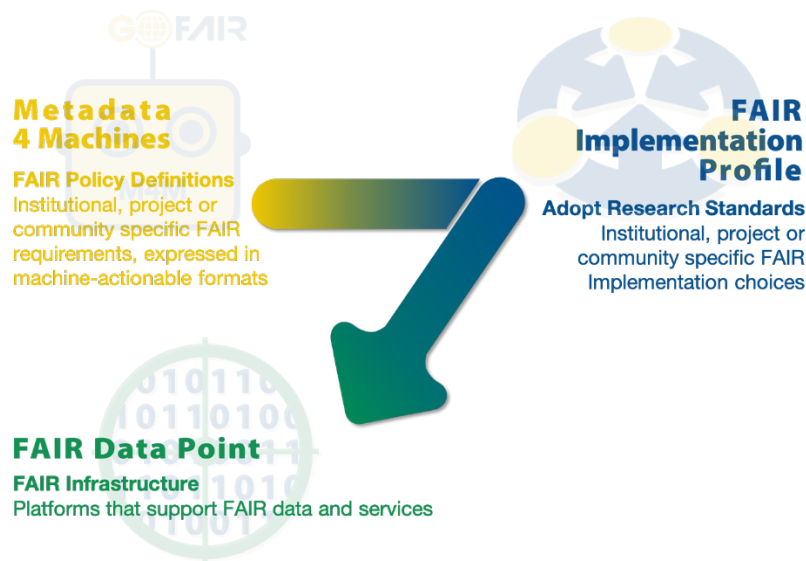 GOFAIR
Metadata
4 Machines
FAIR Policy Definitions
Institutional, project or
community specific FAIR
requirements, expressed in
machine-actionable formats
M4M
FAIR
Implementation
Profile
Adopt Research Standards
Institutional, project or
community specific FAIR
Implementation choices
FAIR Data Point
FAIR Infrastructure
Platforms that support FAIR data and services